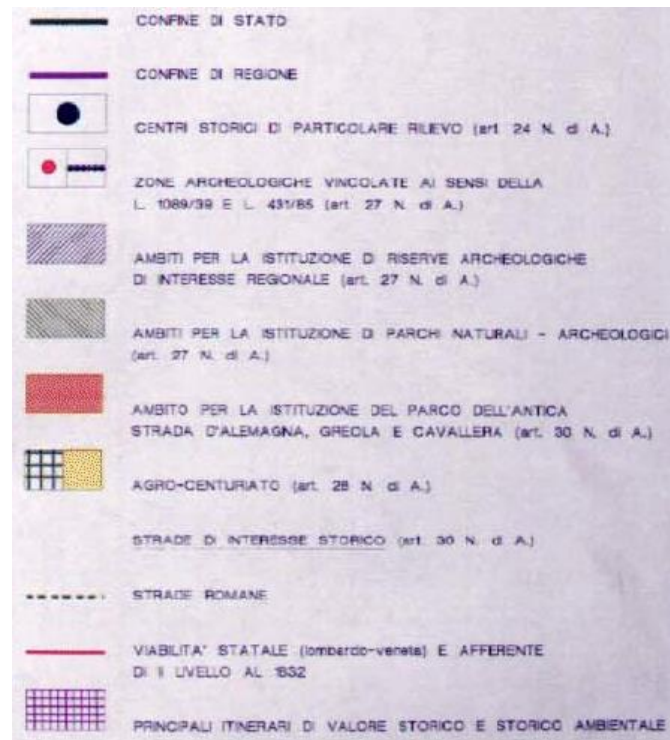 CONFINE DI STATO
CONFINE DI REGIONE
CENTRI STORICI DI PARTICOLARE RILIEVO (art. 24 N. di A.)
ZONE ARCHEOLOGICHE VINCOLATE AI SENSI DELLA
L. 1089/39 E L. 431/85 (art. 27 N. di A.)
AMBITI PER LA ISTITUZIONE DI RISERVE ARCHEOLOGICHE
DI INTERESSE REGIONALE (art. 27 N. di A.)
AMBITI PER LA ISTITUZIONE DI PARCHI NATURALI - ARCHEOLOGICI
(art. 27 N. di A.)
AMBITO PER LA ISTITUZIONE DEL PARCO DELL'ANTICA
STRADA D'ALEMAGNA, GREOLA E CAVALLERA (art. 30 N. di A.)
AGRO-CENTURIATO (art. 28 N. di A.)
STRADE DI INTERESSE STORICO (art. 30 N. di A.)
STRADE ROMANE
VIABILITA' STATALE (lombardo-veneta) E AFFERENTE
DI II LIVELLO AL 1832
PRINCIPALI ITINERARI DI VALORE STORICO E STORICO AMBIENTALE